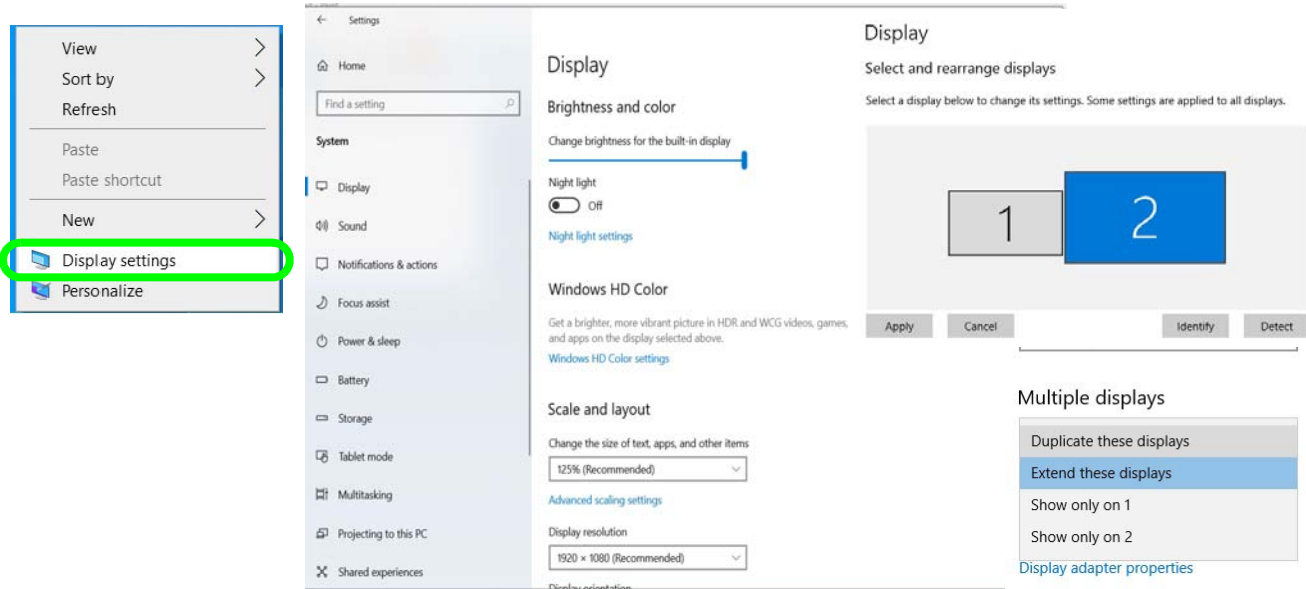 View
Sort by
Refresh
Paste
Paste shortcut
New
Display settings
Personalize
Settings
Home
Find a setting
System
Display
Sound
Notifications & actions
Focus assist
Power & sleep
Battery
Storage
Tablet mode
Multitasking
Projecting to this PC
Shared experiences
Display
Brightness and color
Change brightness for the built-in display
Night light
Off
Night light settings
Windows HD Color
Get a brighter, more vibrant picture in HDR and WCG videos, games,
and apps on the display selected above.
Windows HD Color settings
Scale and layout
Change the size of text, apps, and other items
125% (Recommended)
Advanced scaling settings
Display resolution
1920 × 1080 (Recommended)
Display orientation
Display
Select and rearrange displays
Select a display below to change its settings. Some settings are applied to all displays.
1
2
Apply
Cancel
Identify
Detect
Multiple displays
Duplicate these displays
Extend these displays
Show only on 1
Show only on 2
Display adapter properties